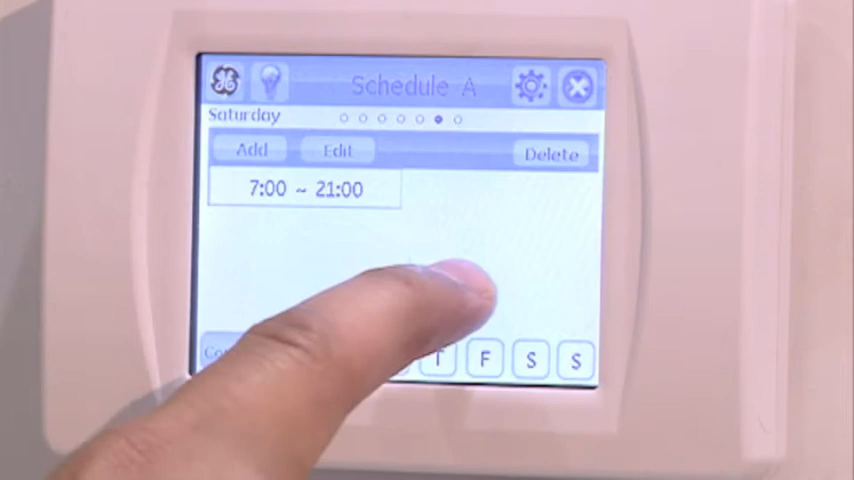 Schedule A
Saturday
Add Edit Delete
7:00 ~ 21:00
T F S S